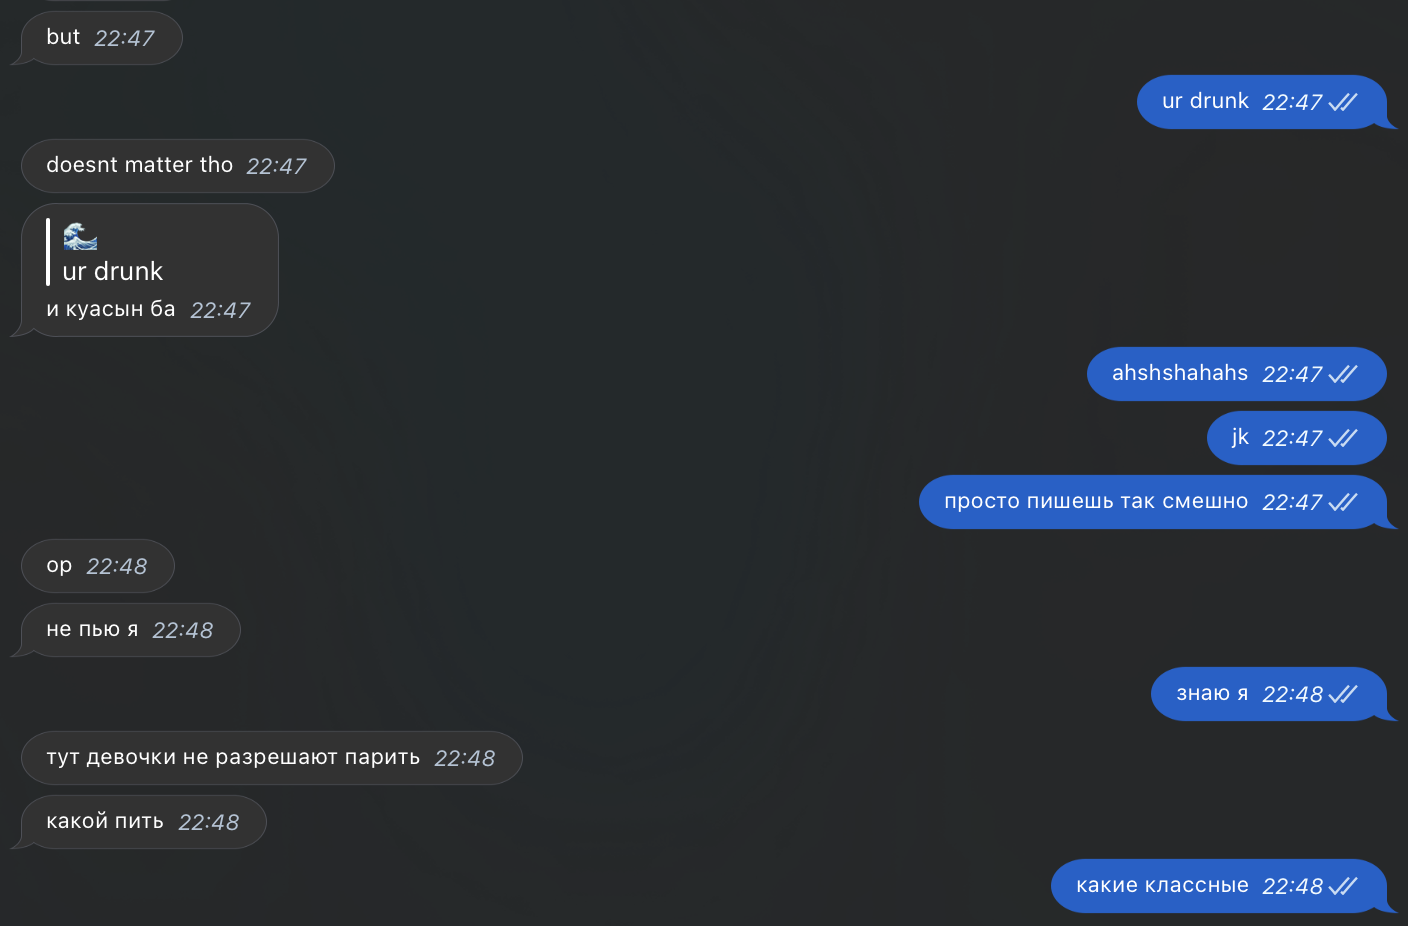 but 22:47
ur drunk 22:47
doesnt matter tho 22:47
ur drunk
и куасын ба 22:47
ahshshahahs 22:47
jk 22:47
просто пишешь так смешно 22:47
ор 22:48
не пью я 22:48
знаю я 22:48
тут девочки не разрешают парить 22:48
какой пить 22:48
какие классные 22:48